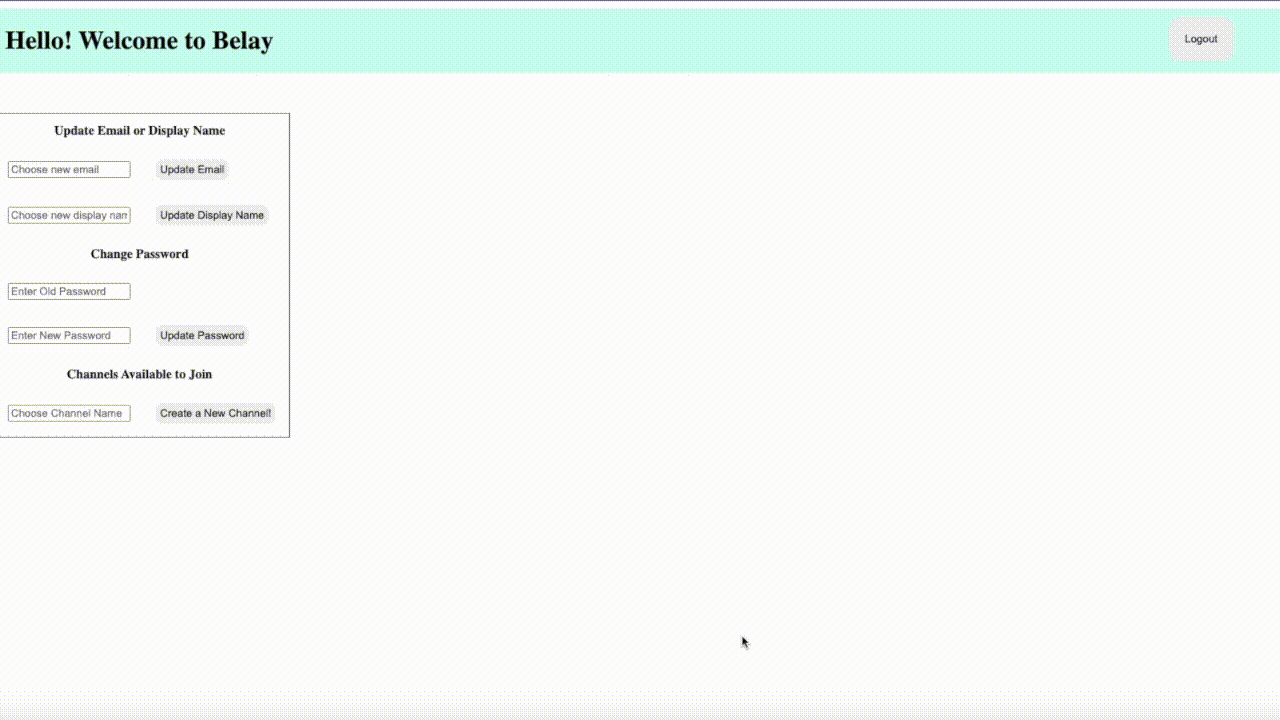 Hello! Welcome to Belay
Logout
Update Email or Display Name
Choose new email
Update Email
Choose new display nam
Update Display Name
Change Password
Enter Old Password
Enter New Password
Update Password
Channels Available to Join
Choose Channel Name
Create a New Channel!